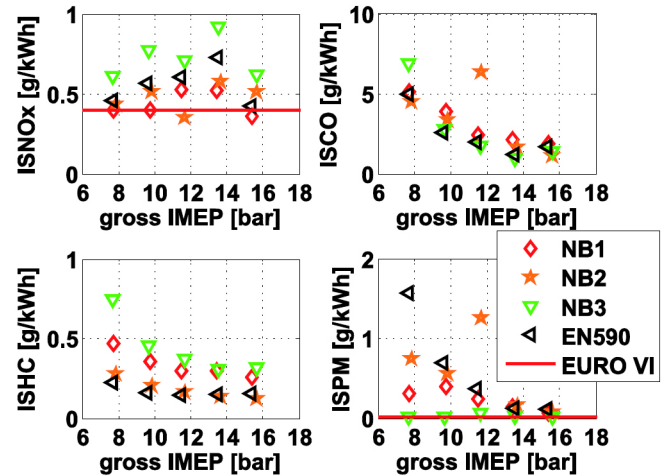 ISNOx [g/kWh]
1
0.5
0
6 8 10 12 14 16 18
gross IMEP [bar]
ISCO [g/kWh]
10
5
0
6 8 10 12 14 16 18
gross IMEP [bar]
ISHC [g/kWh]
1
0.5
0
6 8 10 12 14 16 18
gross IMEP [bar]
ISPM [g/kWh]
2
1
0
6 8 10 12 14 16 18
gross IMEP [bar]
NB1
NB2
NB3
EN590
EURO VI